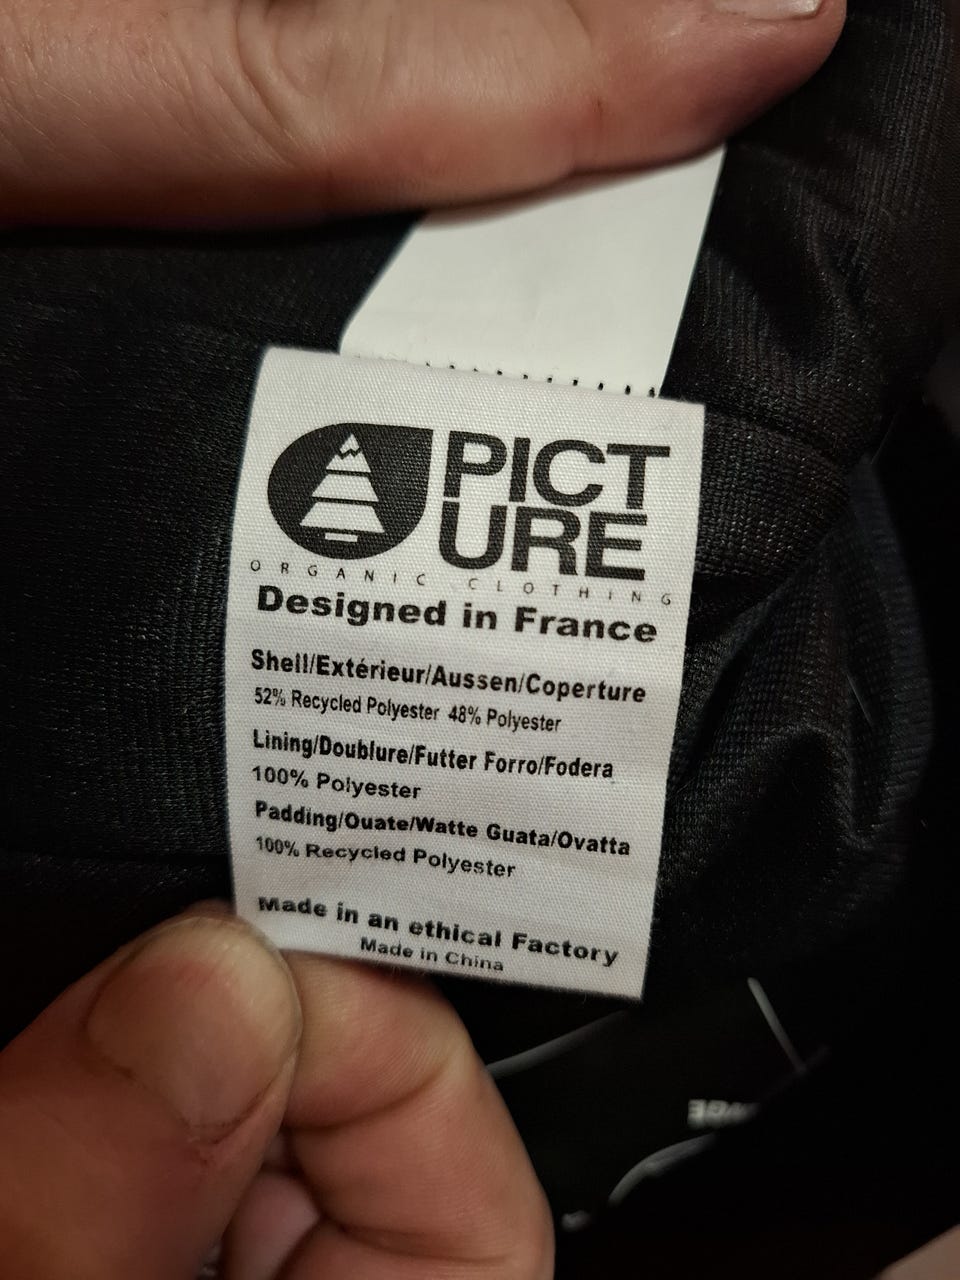 PICT
URE
ORGANIC CLOTHING
Designed in France
Shell/Extérieur/Aussen/Coperture
52% Recycled Polyester 48% Polyester
Lining/Doublure/Futter Forro/Fodera
100% Polyester
Padding/Ouate/Watte Guata/Ovatta
100% Recycled Polyester
Made in an ethical Factory
Made in China